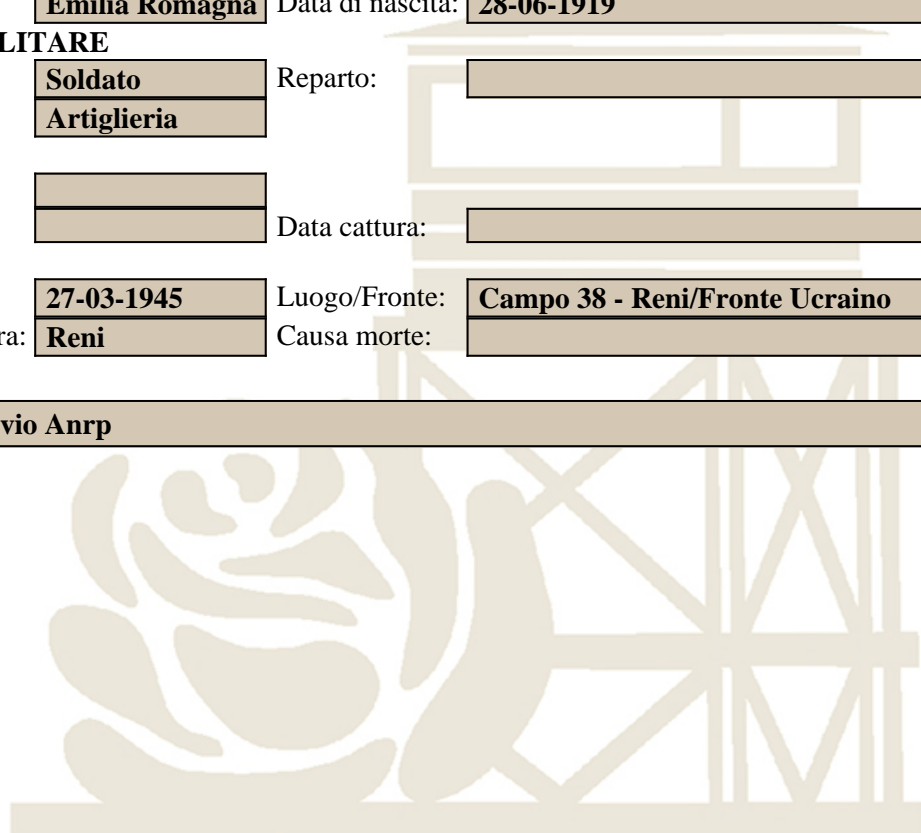 Emilia Romagna Data di nascita: 28-06-1919
LITARE
Soldato Reparto:
Artiglieria
Data cattura:
27-03-1945 Luogo/Fronte: Campo 38 - Reni/Fronte Ucraino
ra: Reni Causa morte:
vio Anrp